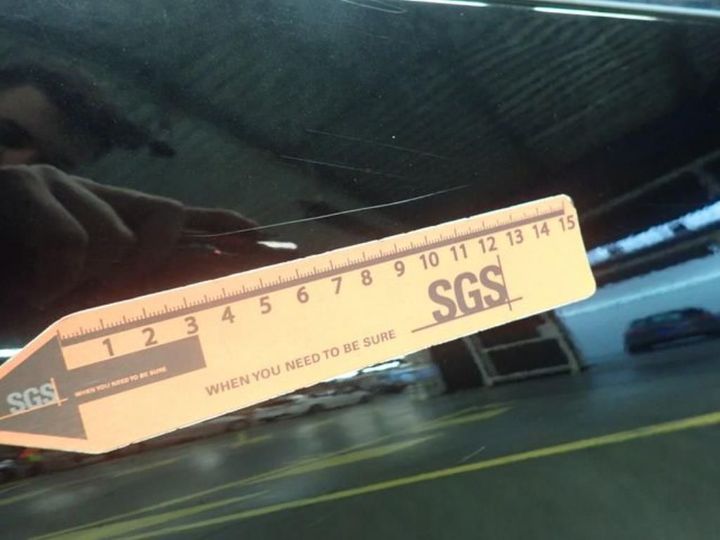 1 2 3 4 5 6 7 8 9 10 11 12 13 14 15
SGS
WHEN YOU NEED TO BE SURE
WHEN YOU NEED TO BE SURE
SGS